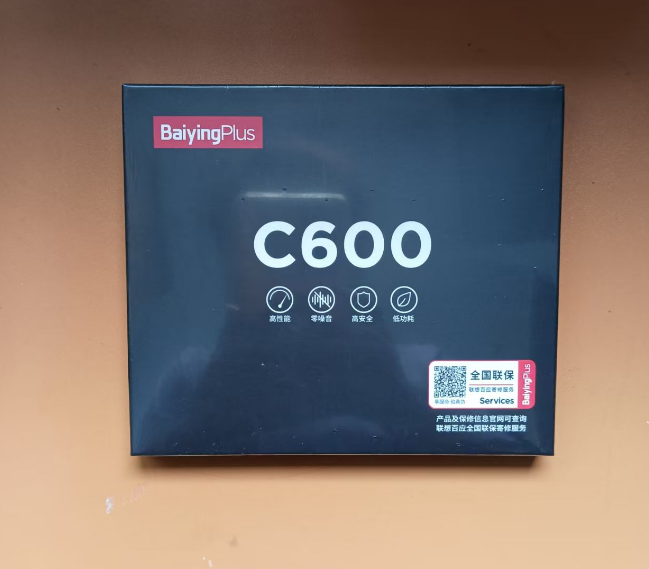 BaiyingPlus
C600
高性能 零噪音 高安全 低功耗
全国联保
联想百应寄修服务
Services
BaiyingPlus
产品及保修信息官网可查询
联想百应全国联保寄修服务